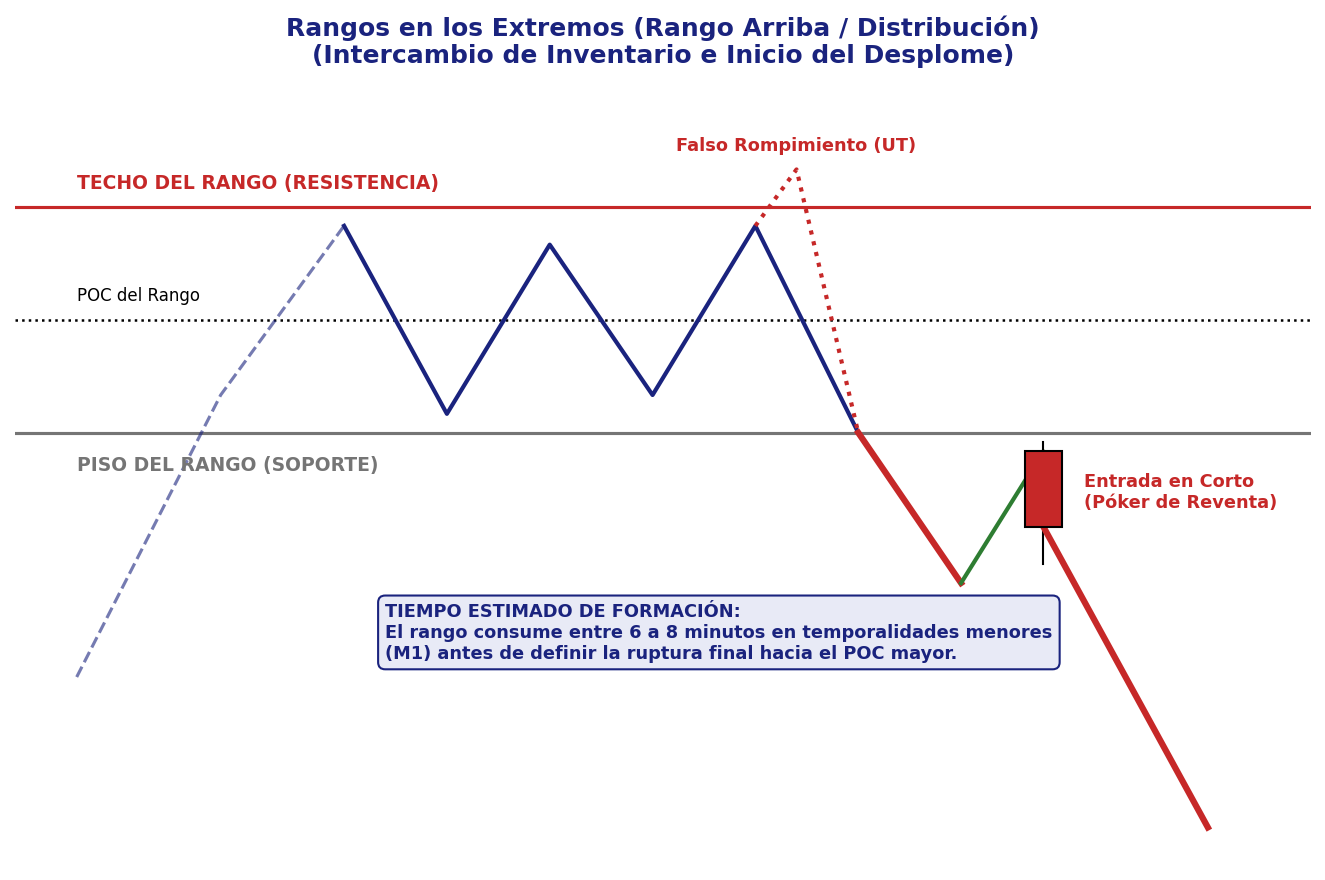 Rangos en los Extremos (Rango Arriba / Distribución)
(Intercambio de Inventario e Inicio del Desplome)
Falso Rompimiento (UT)
TECHO DEL RANGO (RESISTENCIA)
POC del Rango
PISO DEL RANGO (SOPORTE)
Entrada en Corto
(Póker de Reventa)
TIEMPO ESTIMADO DE FORMACIÓN:
El rango consume entre 6 a 8 minutos en temporalidades menores
(M1) antes de definir la ruptura final hacia el POC mayor.